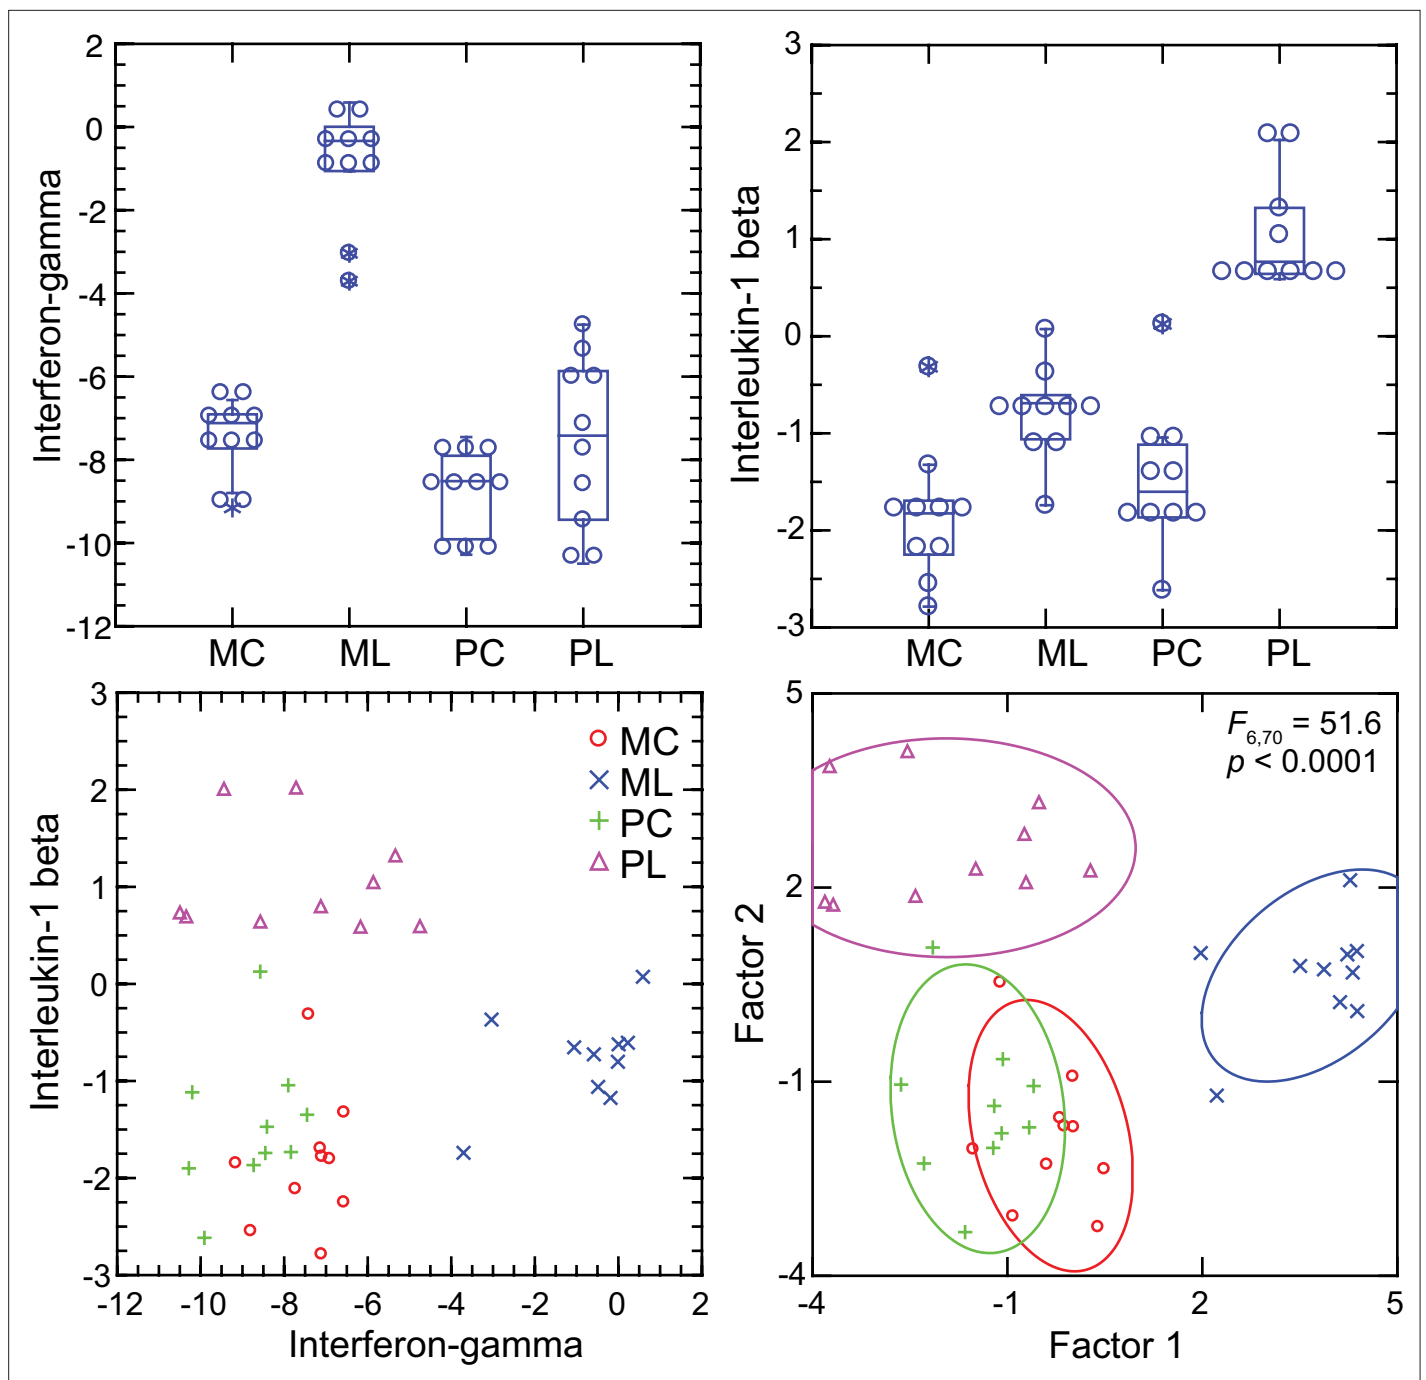 Interferon-gamma
2
0
-2
-4
-6
-8
-10
-12
MC ML PC PL
Interleukin-1 beta
3
2
1
0
-1
-2
-3
MC ML PC PL
Interleukin-1 beta
3
2
1
0
-1
-2
-3
-12 -10 -8 -6 -4 -2 0 2
Interferon-gamma
MC
ML
PC
PL
Factor 2
5
2
-1
-4
-4 -1 2 5
Factor 1
F6,70 = 51.6
p < 0.0001